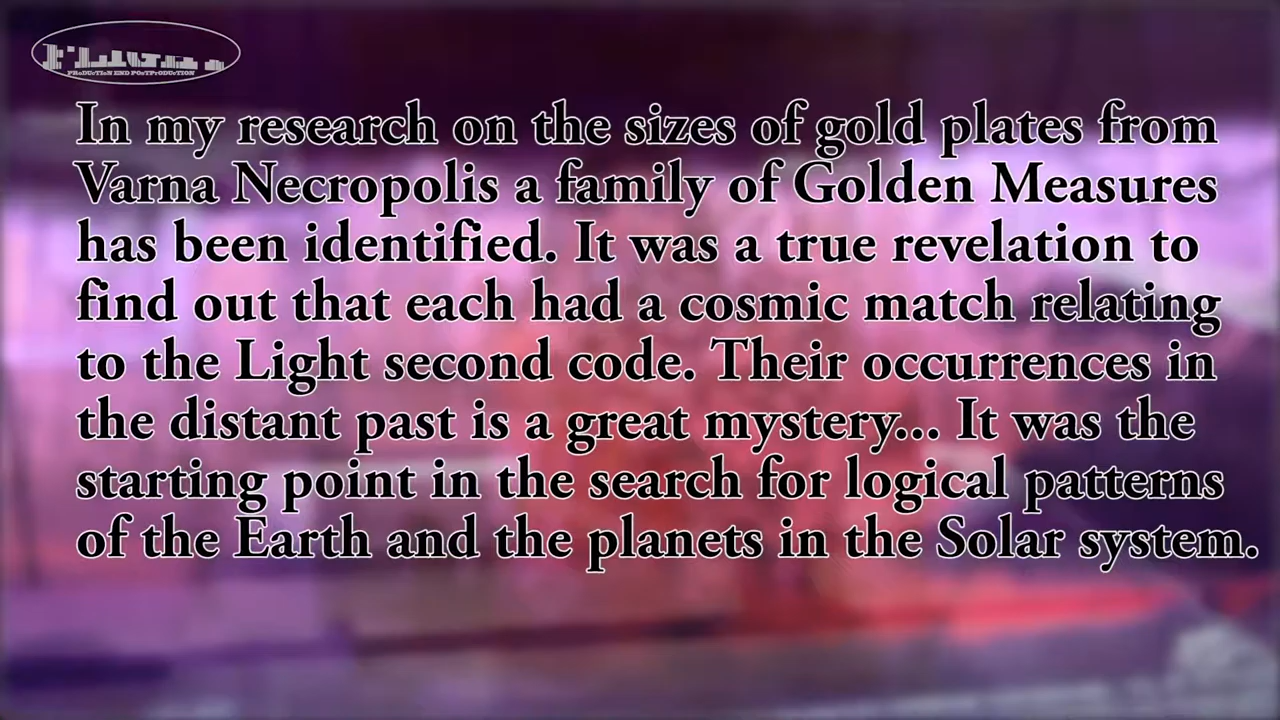 PRoDUcTIoN END PosTPrODUcTION
In my research on the sizes of gold plates from
Varna Necropolis a family of Golden Measures
has been identified. It was a true revelation to
find out that each had a cosmic match relating
to the Light second code. Their occurrences in
the distant past is a great mystery... It was the
starting point in the search for logical patterns
of the Earth and the planets in the Solar system.